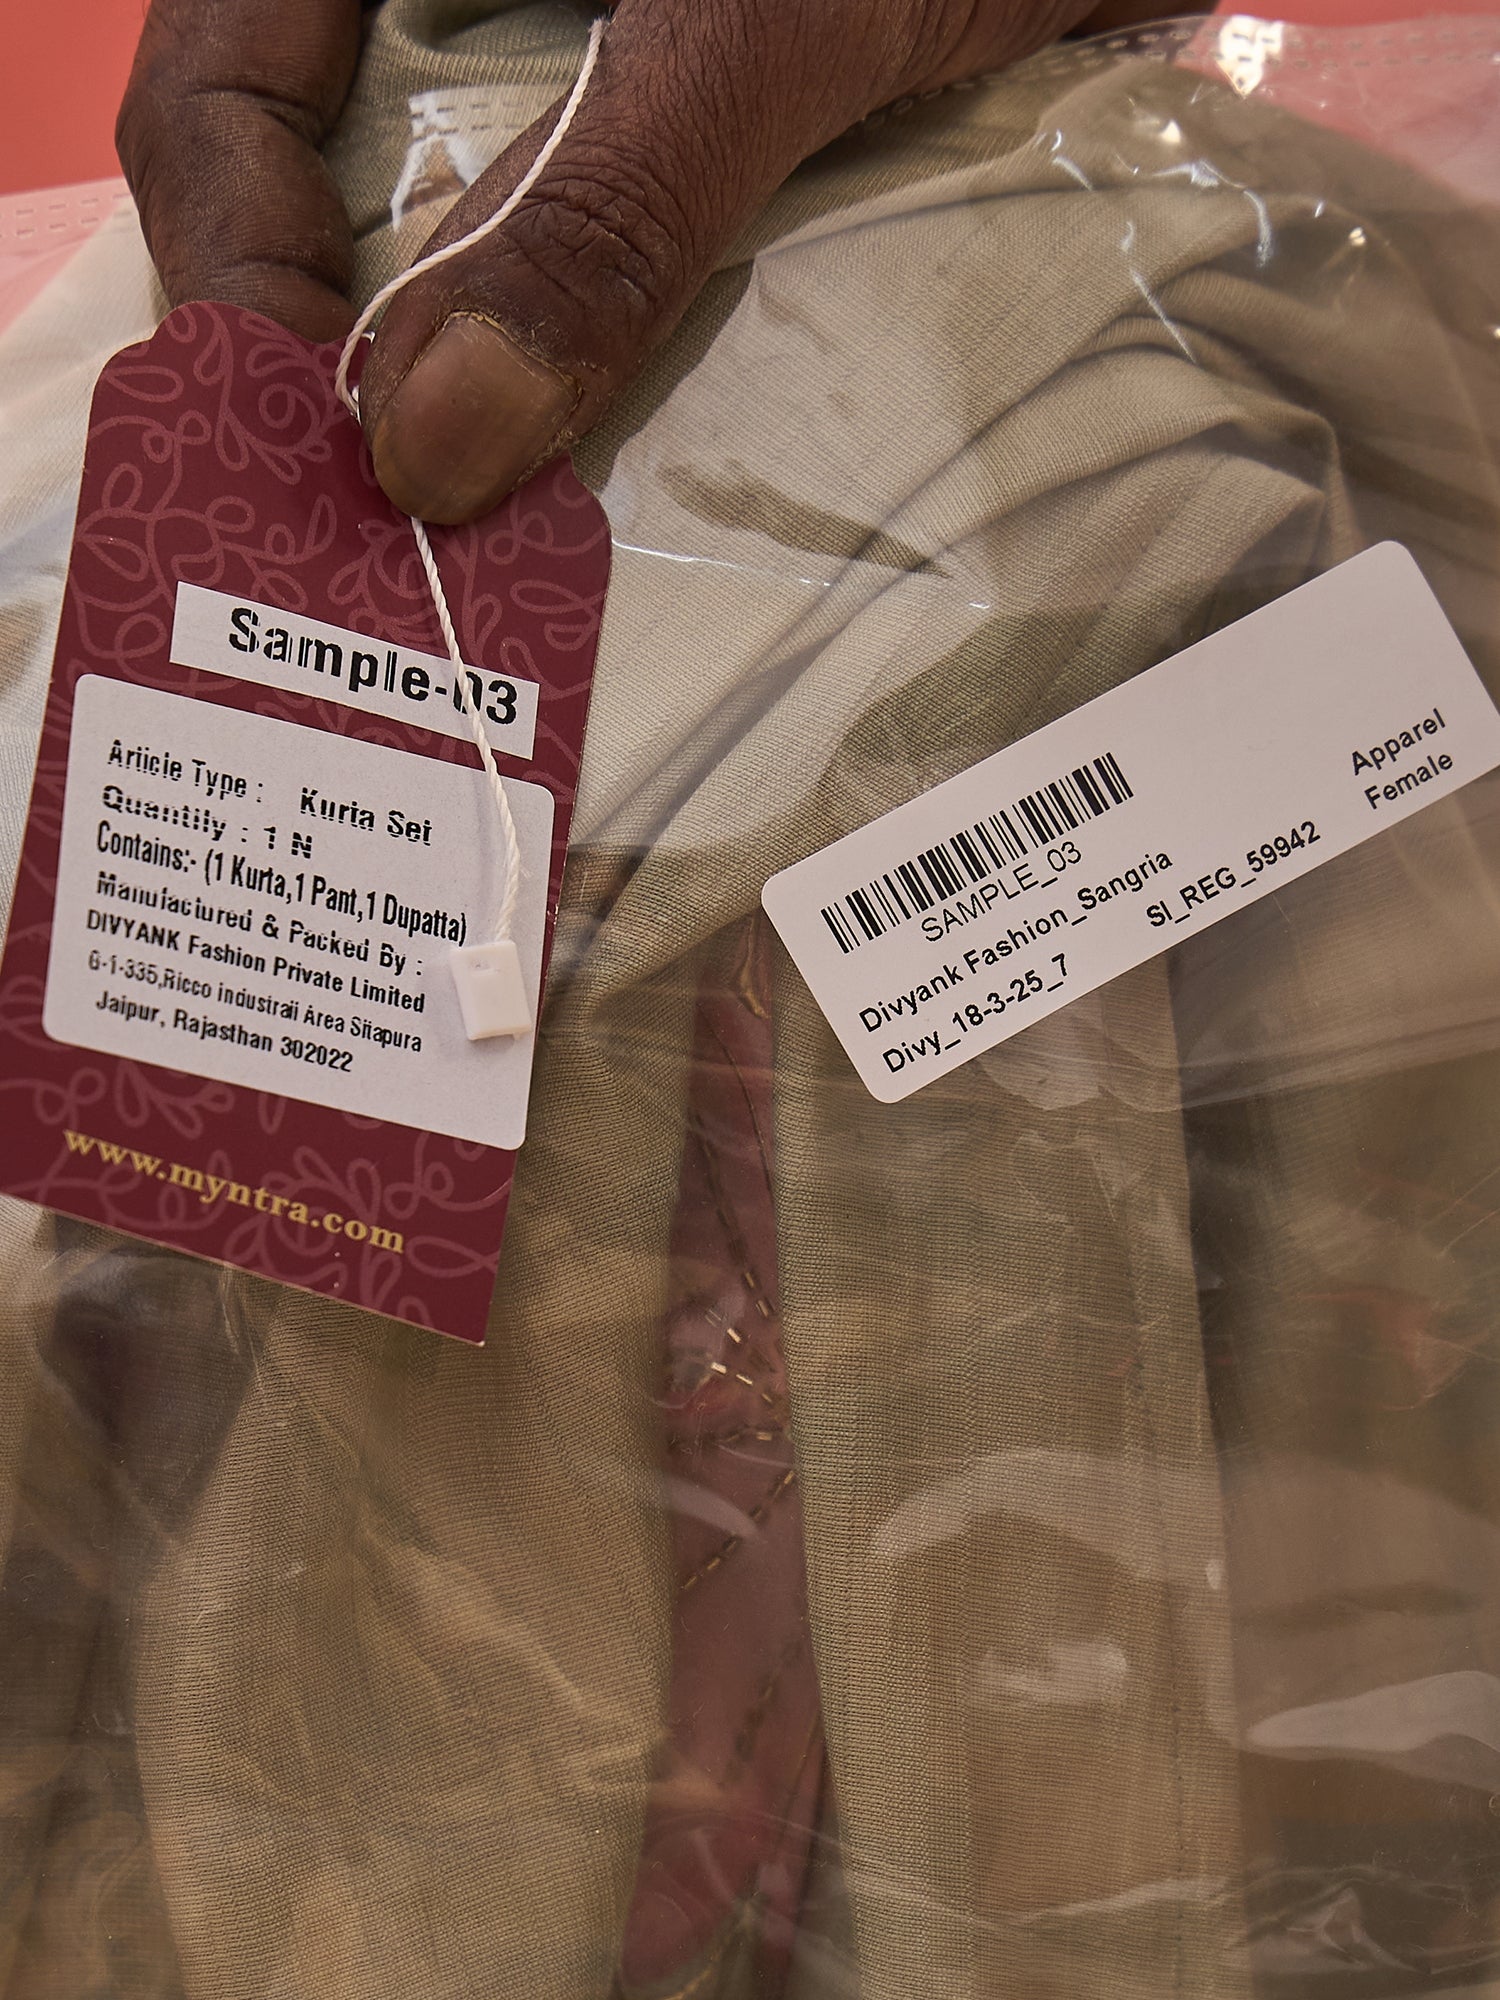 Sample-03
Article Type : Kurta Set
Quantity : 1 N
Contains:- (1 Kurta,1 Pant,1 Dupatta)
Manufactured & Packed By :
DIVYANK Fashion Private Limited
G-1-335,Ricco industrail Area Sitapura
Jaipur, Rajasthan 302022
www.myntra.com
SAMPLE_03
Divyank Fashion_Sangria
Divy_18-3-25_7
SI_REG_59942
Apparel
Female